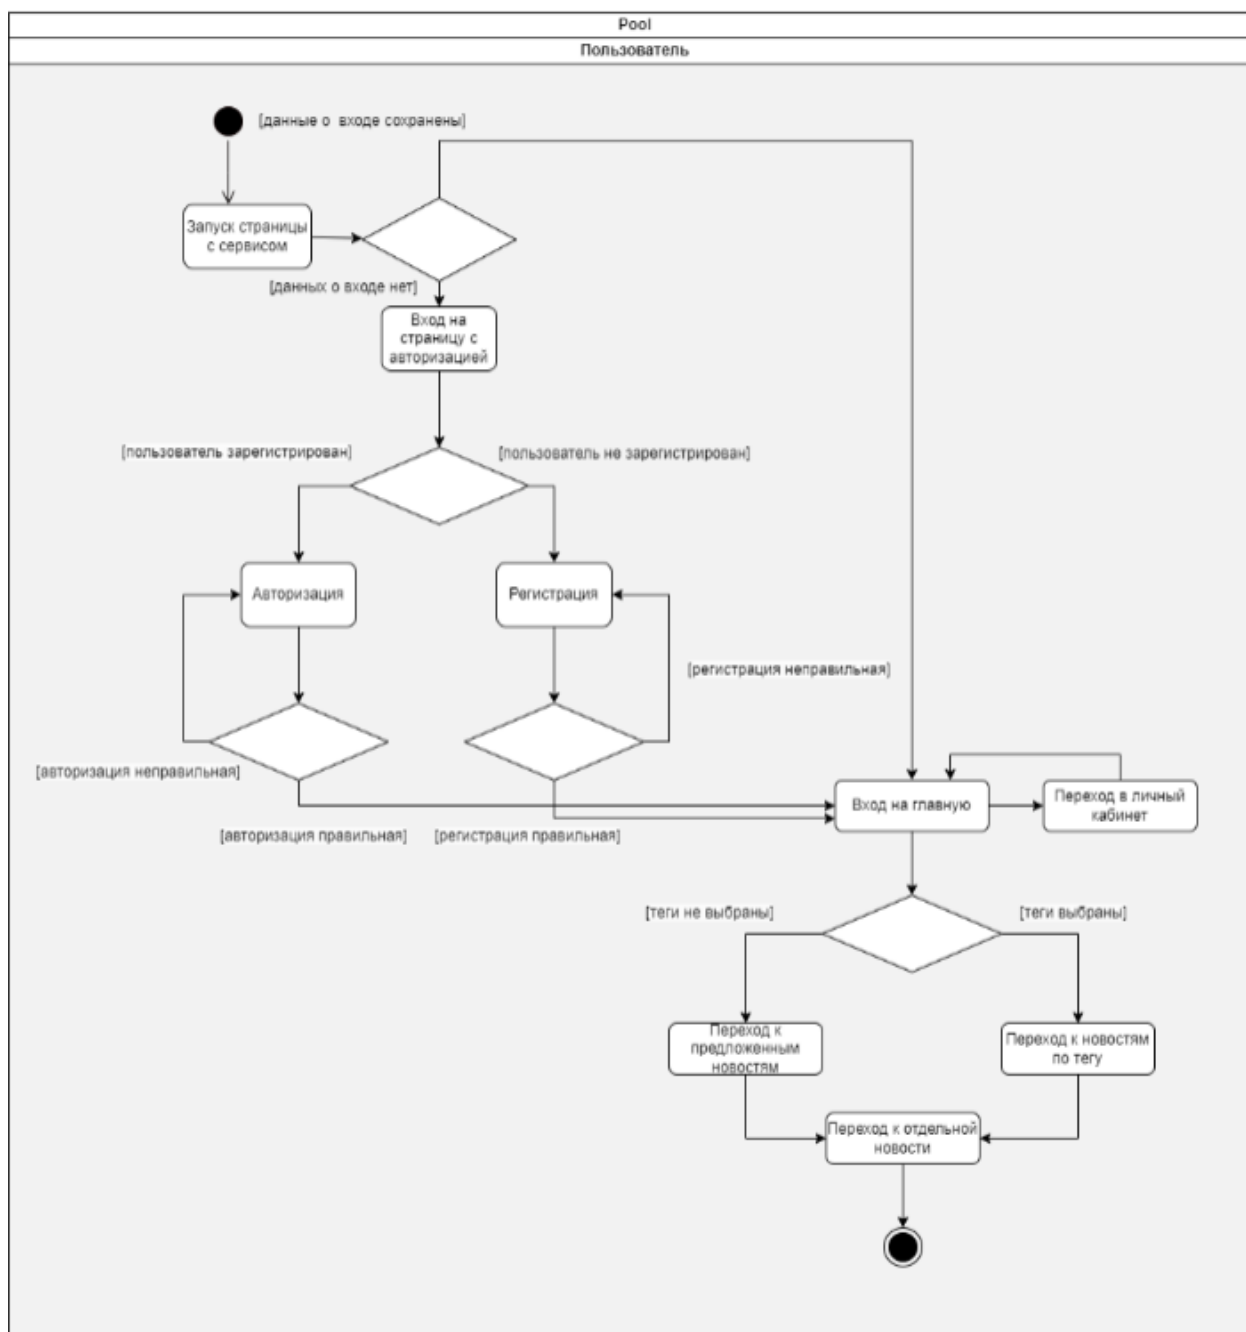 Pool
Пользователь
[данные о входе сохранены]
Запуск страницы
с сервисом
[данных о входе нет]
Вход на
страницу с
авторизацией
[пользователь зарегистрирован]
[пользователь не зарегистрирован]
Авторизация
Регистрация
[регистрация неправильная]
[авторизация неправильная]
Вход на главную
Переход в личный
кабинет
[авторизация правильная]
[регистрация правильная]
[теги не выбраны]
[теги выбраны]
Переход к
предложенным
новостям
Переход к новостям
по тегу
Переход к отдельной
новости